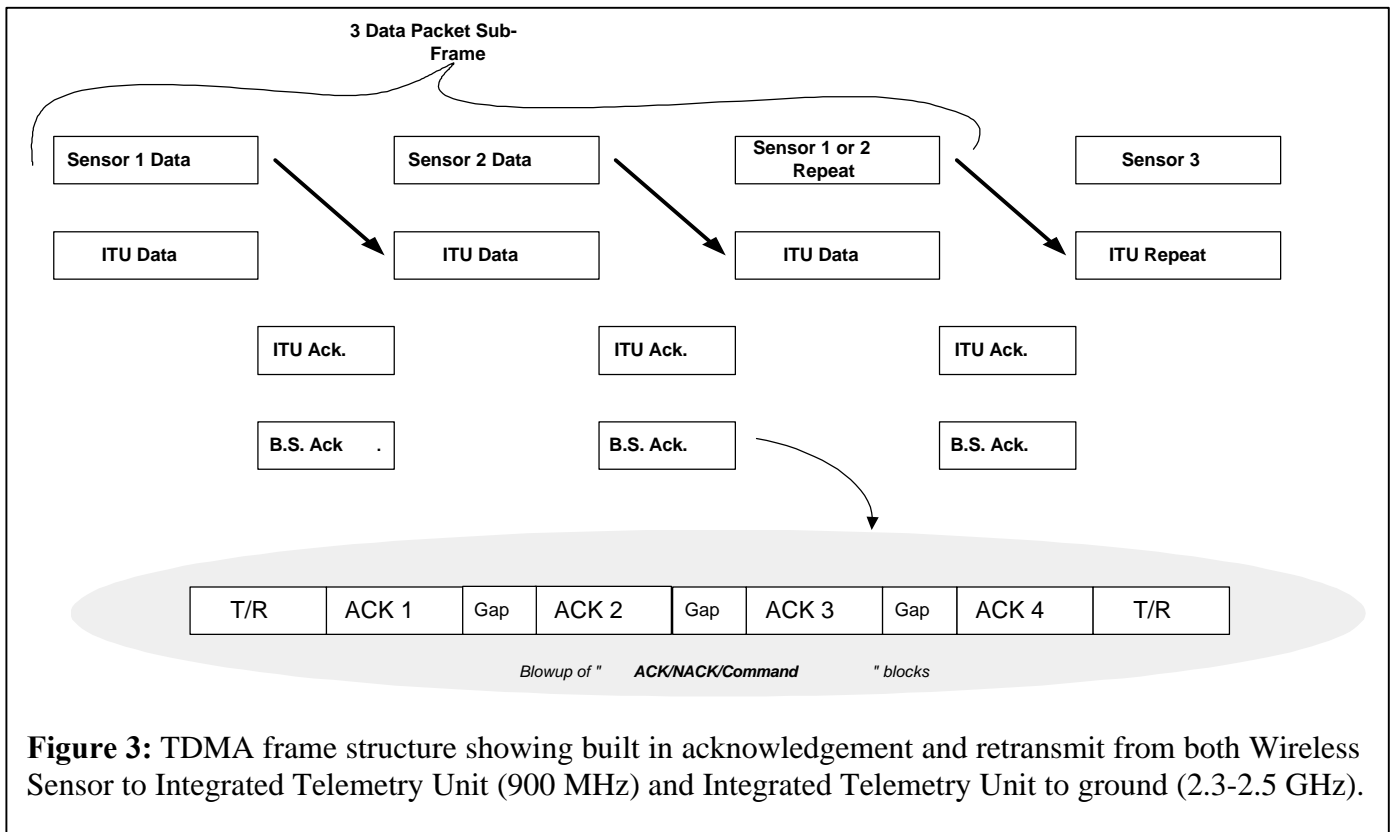 3 Data Packet Sub-
Frame
Sensor 1 Data
Sensor 2 Data
Sensor 1 or 2
Repeat
Sensor 3
ITU Data
ITU Data
ITU Data
ITU Repeat
ITU Ack.
ITU Ack.
ITU Ack.
B.S. Ack .
B.S. Ack.
B.S. Ack.
T/R ACK 1 Gap ACK 2 Gap ACK 3 Gap ACK 4 T/R
Blowup of " ACK/NACK/Command " blocks
Figure 3: TDMA frame structure showing built in acknowledgement and retransmit from both Wireless
Sensor to Integrated Telemetry Unit (900 MHz) and Integrated Telemetry Unit to ground (2.3-2.5 GHz).